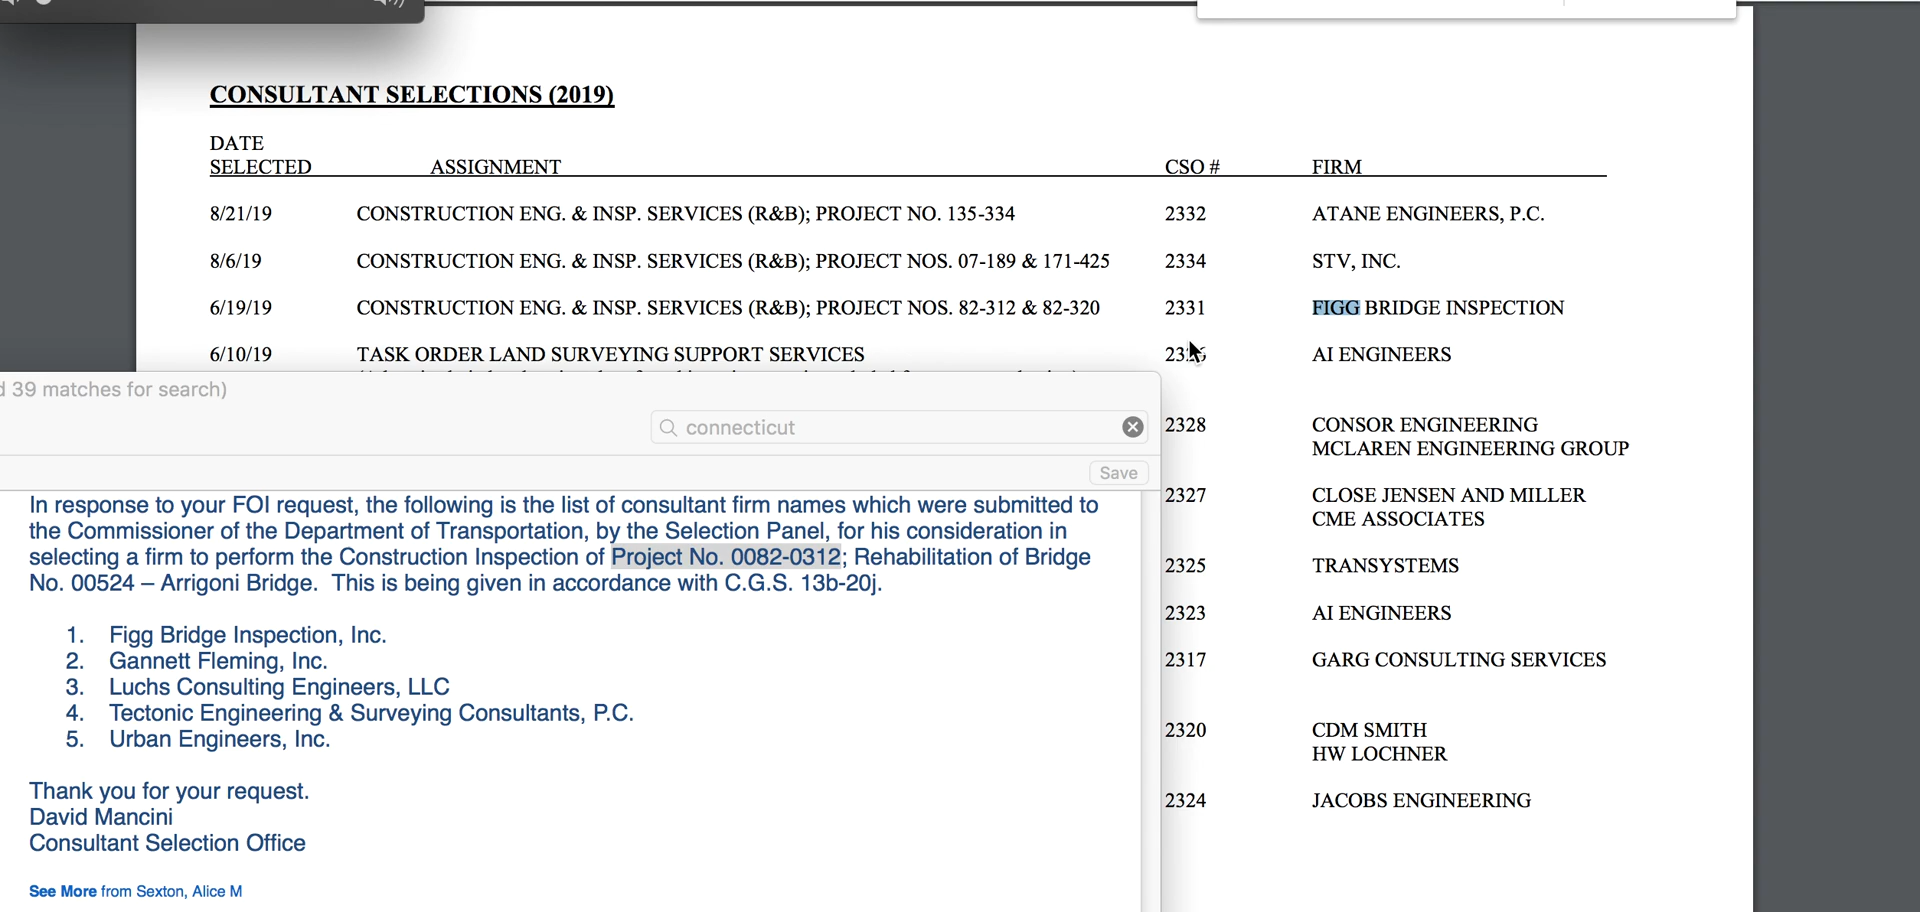 CONSULTANT SELECTIONS (2019)
DATE
SELECTED ASSIGNMENT CSO # FIRM
8/21/19 CONSTRUCTION ENG. & INSP. SERVICES (R&B); PROJECT NO. 135-334 2332 ATANE ENGINEERS, P.C.
8/6/19 CONSTRUCTION ENG. & INSP. SERVICES (R&B); PROJECT NOS. 07-189 & 171-425 2334 STV, INC.
6/19/19 CONSTRUCTION ENG. & INSP. SERVICES (R&B); PROJECT NOS. 82-312 & 82-320 2331 FIGG BRIDGE INSPECTION
6/10/19 TASK ORDER LAND SURVEYING SUPPORT SERVICES AI ENGINEERS
2328 CONSOR ENGINEERING
MCLAREN ENGINEERING GROUP
2327 CLOSE JENSEN AND MILLER
CME ASSOCIATES
2325 TRANSYSTEMS
2323 AI ENGINEERS
2317 GARG CONSULTING SERVICES
2320 CDM SMITH
HW LOCHNER
2324 JACOBS ENGINEERING
39 matches for search)
connecticut
Save
In response to your FOI request, the following is the list of consultant firm names which were submitted to
the Commissioner of the Department of Transportation, by the Selection Panel, for his consideration in
selecting a firm to perform the Construction Inspection of Project No. 0082-0312; Rehabilitation of Bridge
No. 00524 – Arrigoni Bridge. This is being given in accordance with C.G.S. 13b-20j.
1. Figg Bridge Inspection, Inc.
2. Gannett Fleming, Inc.
3. Luchs Consulting Engineers, LLC
4. Tectonic Engineering & Surveying Consultants, P.C.
5. Urban Engineers, Inc.
Thank you for your request.
David Mancini
Consultant Selection Office
See More from Sexton, Alice M